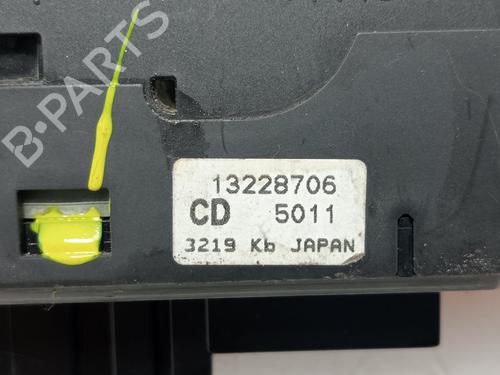 B-PARTS
13228706
CD 5011
3219 Kb JAPAN